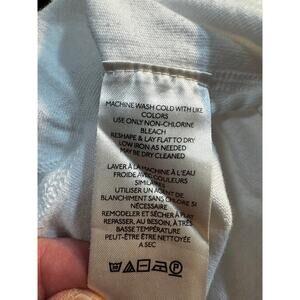 MACHINE WASH COLD WITH LIKE
COLORS
USE ONLY NON-CHLORINE
BLEACH
RESHAPE & LAY FLAT TO DRY
LOW IRON AS NEEDED
MAY BE DRY CLEANED
LAVER À LA MACHINE À L'EAU
FROIDE AVEC COULEURS
SIMILAIRES
UTILISER UN AGENT DE
BLANCHIMENT SANS CHLORE SI
NÉCESSAIRE
REMODELER ET SÉCHER À PLAT
REPASSER, AU BESOIN, À TRÈS
BASSE TEMPÉRATURE
PEUT-ÊTRE ÊTRE NETTOYÉE
A SEC